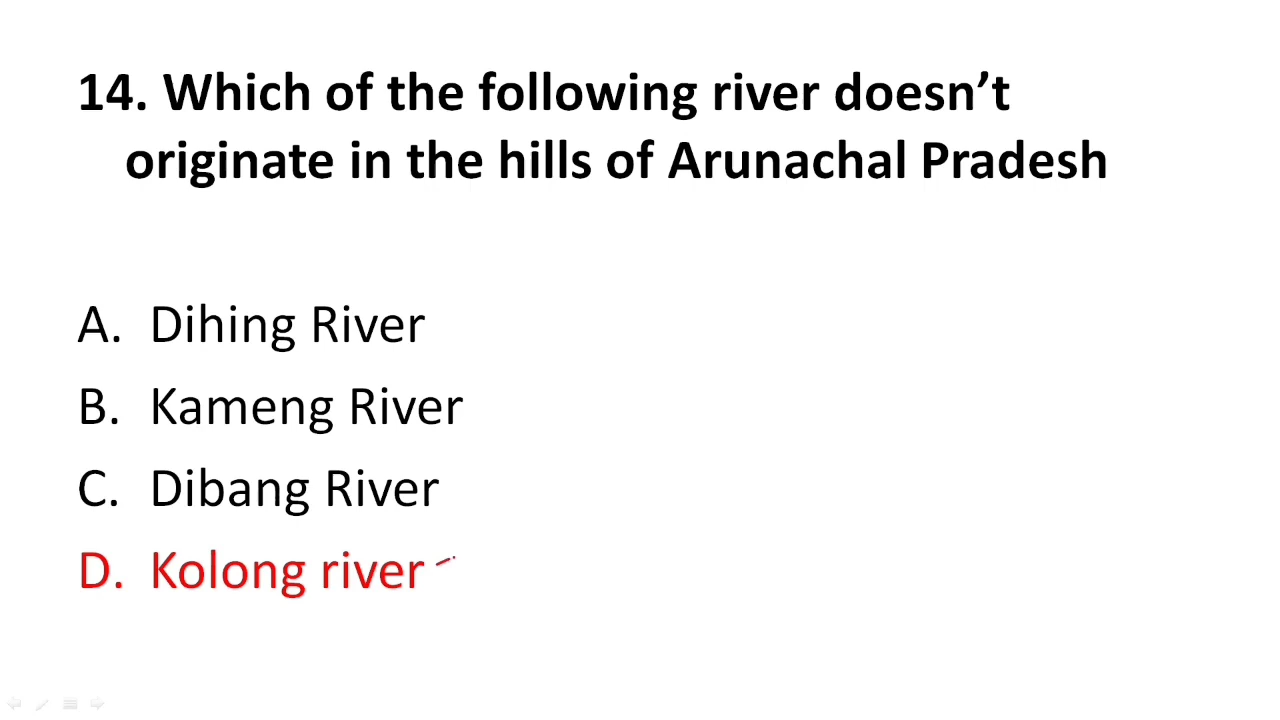 14. Which of the following river doesn’t
originate in the hills of Arunachal Pradesh
A. Dihing River
B. Kameng River
C. Dibang River
D. Kolong river